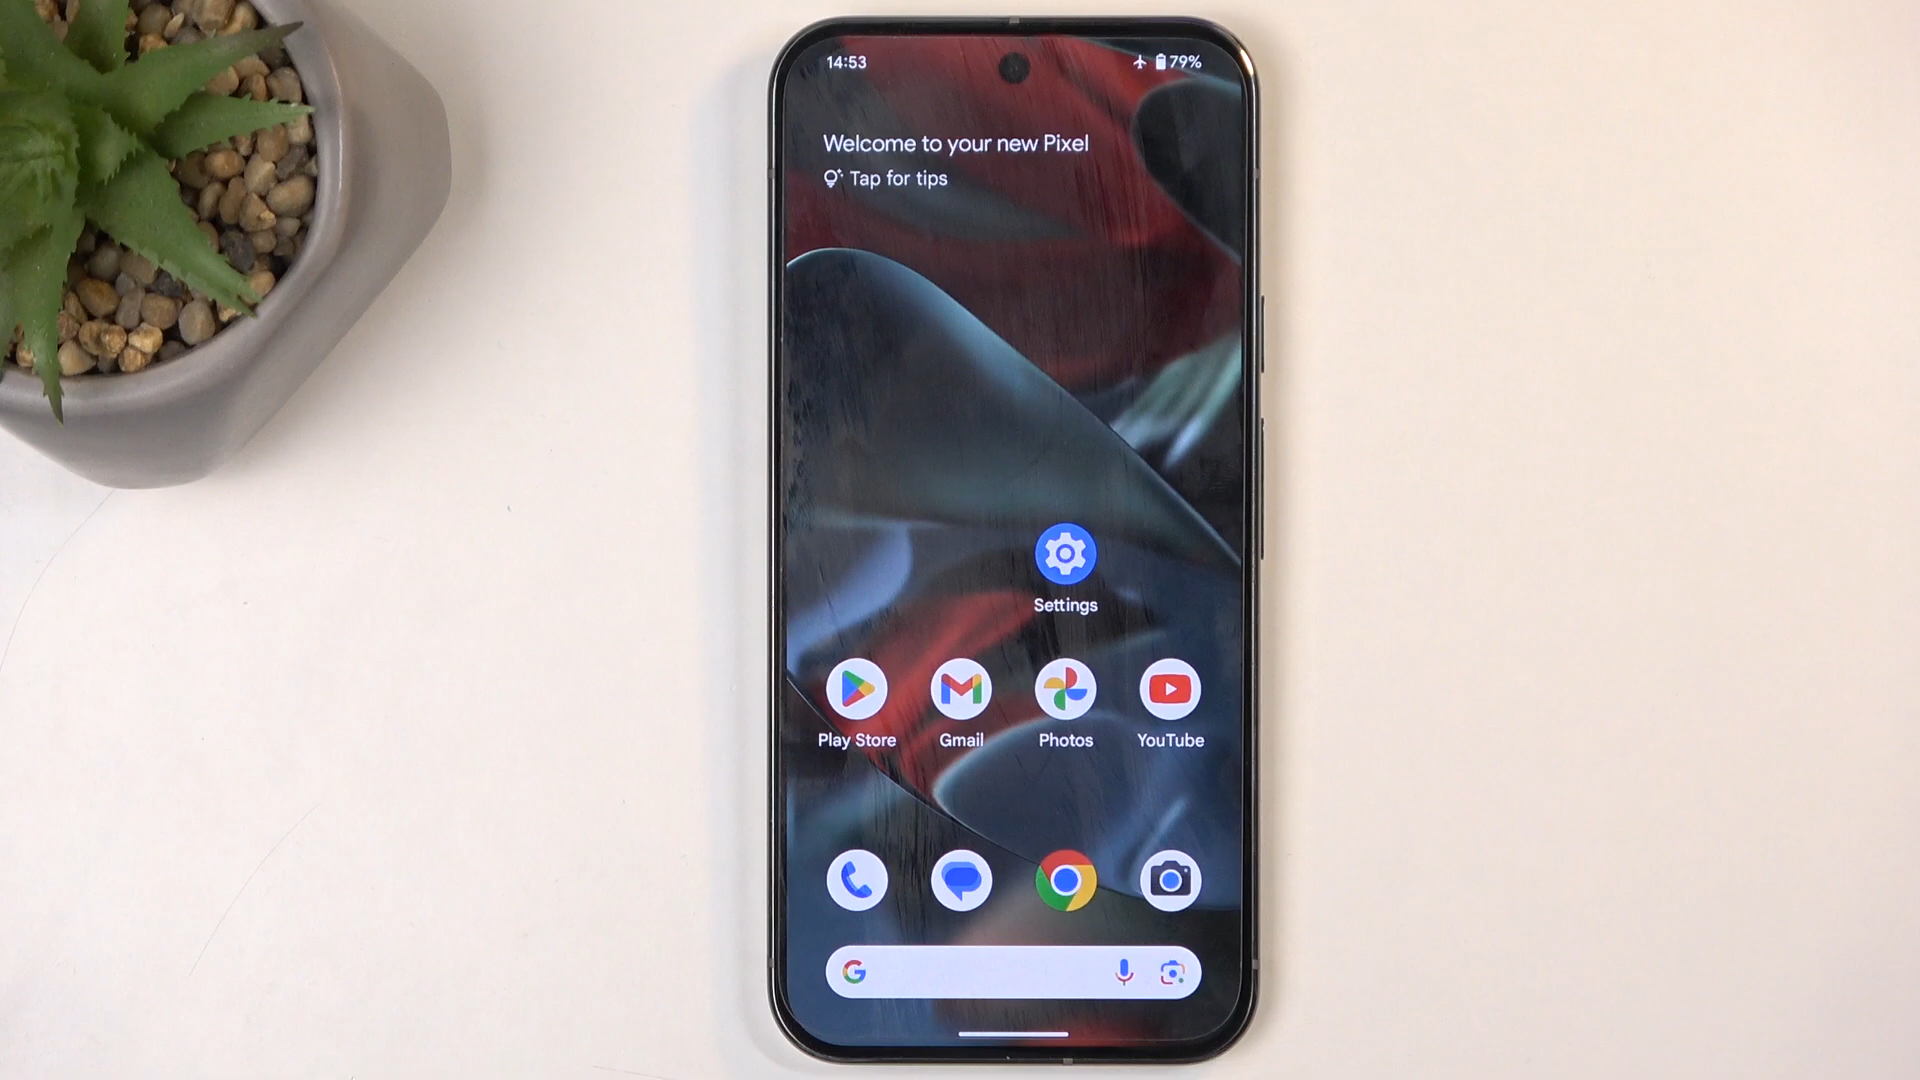 14:53 79%
Welcome to your new Pixel
Tap for tips
Settings
Play Store Gmail Photos YouTube